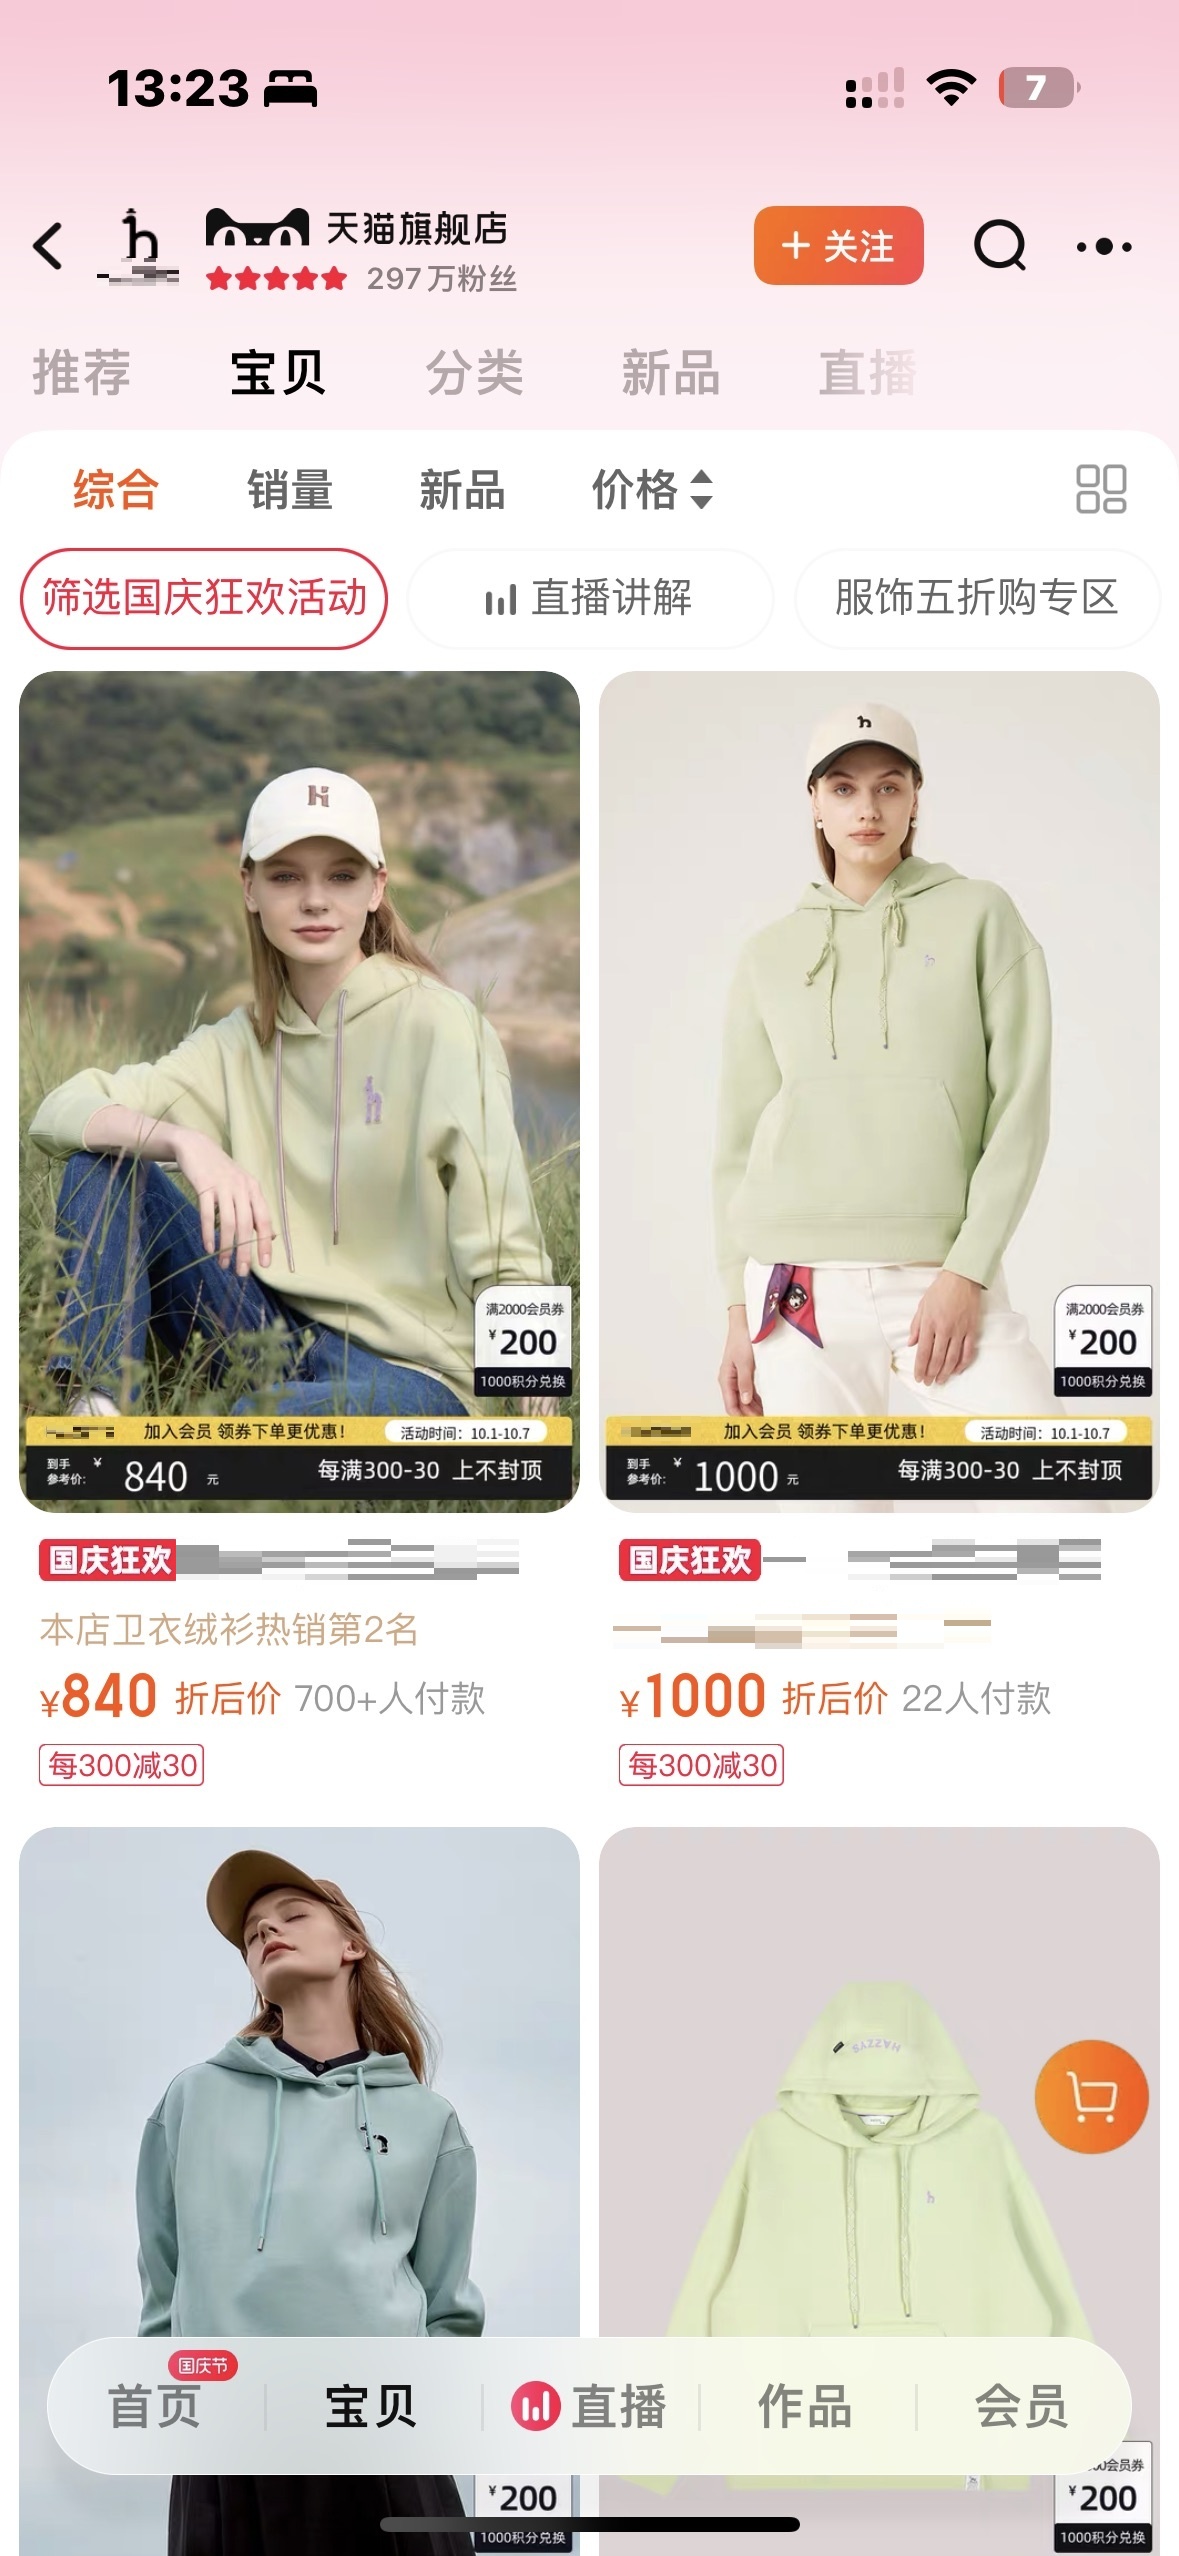 13:23
7
天猫旗舰店
297万粉丝
+ 关注
推荐 宝贝 分类 新品 直播
综合 销量 新品 价格
筛选国庆狂欢活动 直播讲解 服饰五折购专区
H
满2000会员券
¥200
1000积分兑换
加入会员 领券下单更优惠! 活动时间: 10.1-10.7
到手参考价: ¥ 840 元 每满300-30 上不封顶
满2000会员券
¥200
1000积分兑换
加入会员 领券下单更优惠! 活动时间: 10.1-10.7
到手参考价: ¥ 1000 元 每满300-30 上不封顶
国庆狂欢
本店卫衣绒衫热销第2名
¥840 折后价 700+人付款
每300减30
国庆狂欢
¥1000 折后价 22人付款
每300减30
HAZZYS
国庆节
首页 宝贝 直播 作品 会员
¥200
1000积分兑换
会员券
¥200
1000积分兑换